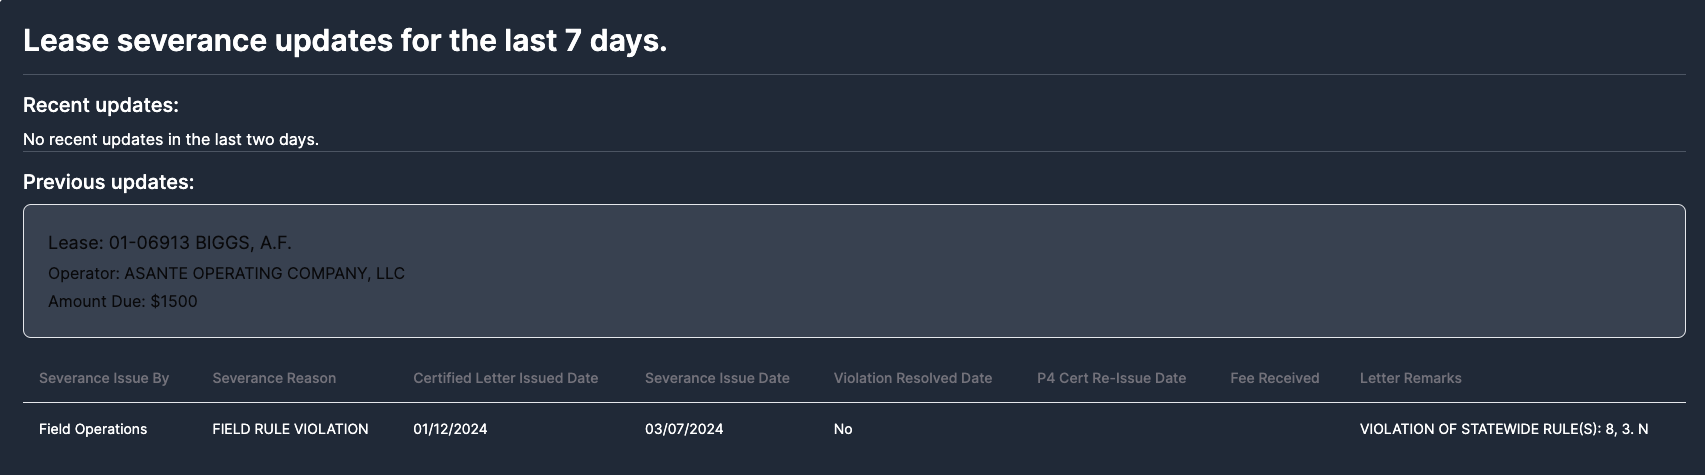 Lease severance updates for the last 7 days.
Recent updates:
No recent updates in the last two days.
Previous updates:
Lease: 01-06913 BIGGS, A.F.
Operator: ASANTE OPERATING COMPANY, LLC
Amount Due: $1500
Severance Issue By Severance Reason Certified Letter Issued Date Severance Issue Date Violation Resolved Date P4 Cert Re-Issue Date Fee Received Letter Remarks
Field Operations FIELD RULE VIOLATION 01/12/2024 03/07/2024 No VIOLATION OF STATEWIDE RULE(S): 8, 3. N